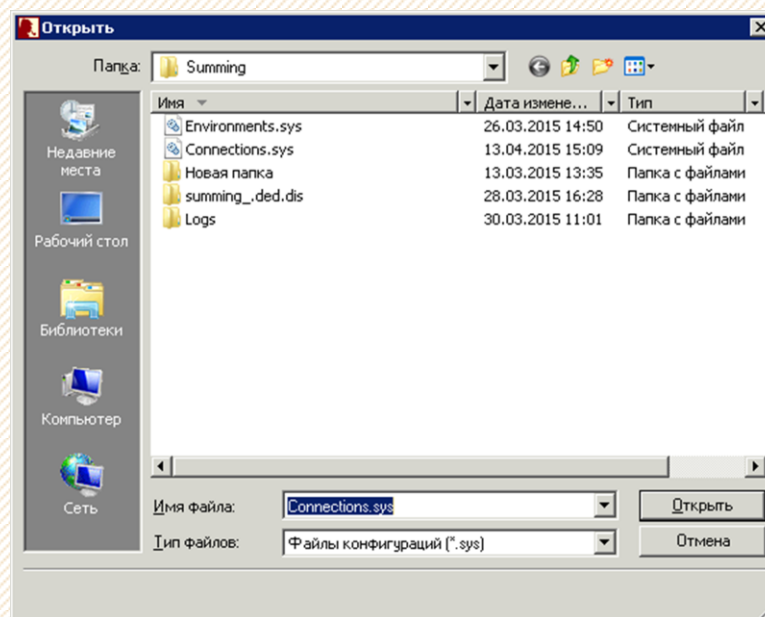 Открыть
Папка: Summing
Имя Дата измене... Тип
Environments.sys 26.03.2015 14:50 Системный файл
Connections.sys 13.04.2015 15:09 Системный файл
Новая папка 13.03.2015 13:35 Папка с файлами
summing_.ded.dis 28.03.2015 16:28 Папка с файлами
Logs 30.03.2015 11:01 Папка с файлами
Недавние
места
Рабочий стол
Библиотеки
Компьютер
Сеть
Имя файла: Connections.sys Открыть
Тип файлов: Файлы конфигураций (*.sys) Отмена